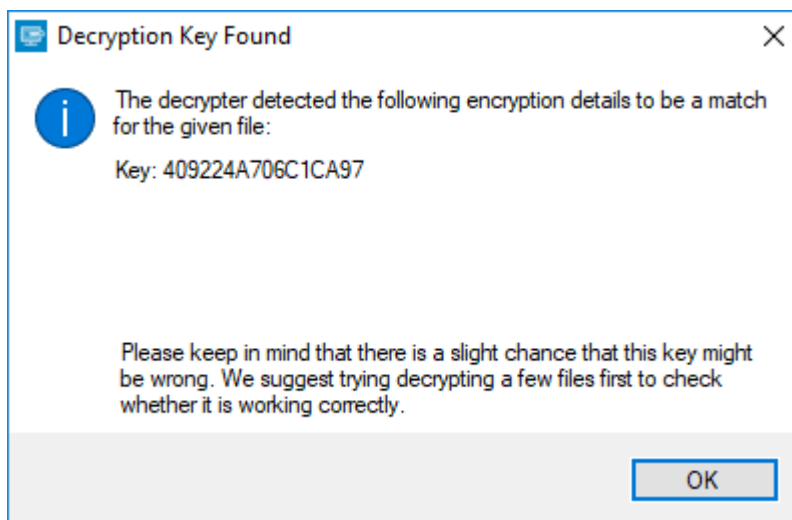 Decryption Key Found
The decrypter detected the following encryption details to be a match
for the given file:
Key: 409224A706C1CA97
Please keep in mind that there is a slight chance that this key might
be wrong. We suggest trying decrypting a few files first to check
whether it is working correctly.
OK